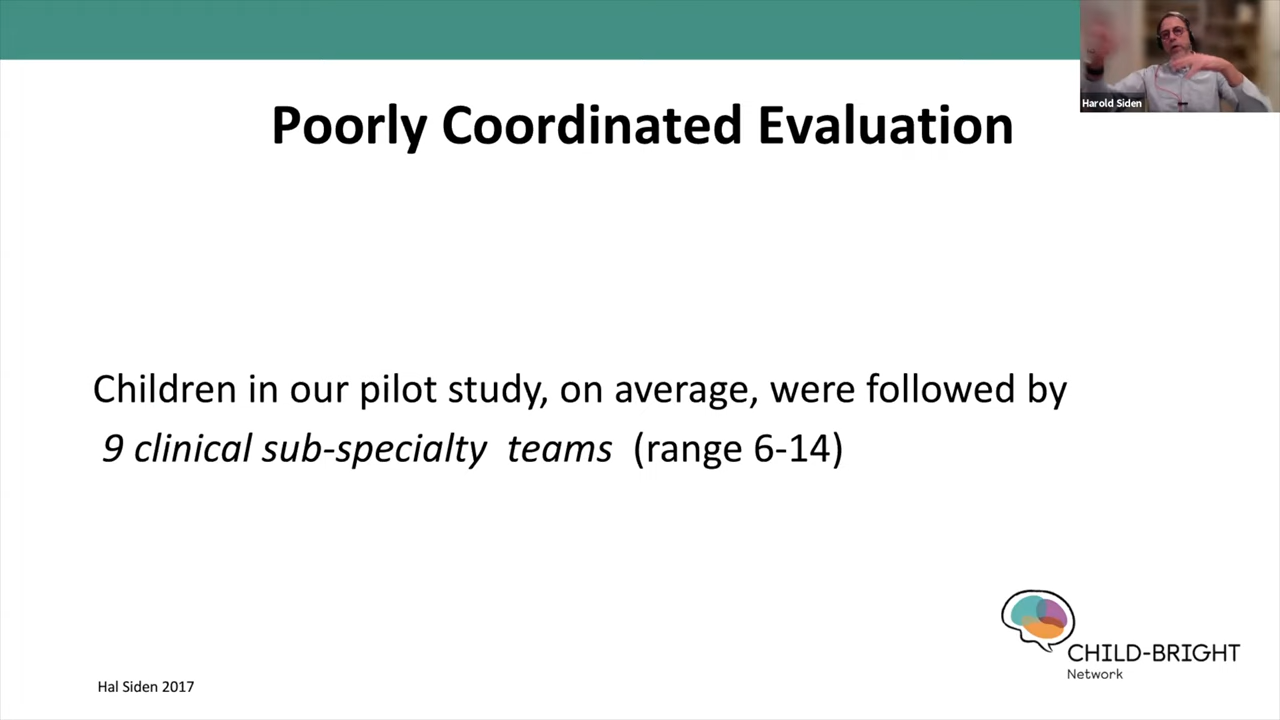 Harold Siden
Poorly Coordinated Evaluation
Children in our pilot study, on average, were followed by
9 clinical sub-specialty teams (range 6-14)
CHILD-BRIGHT
Network
Hal Siden 2017